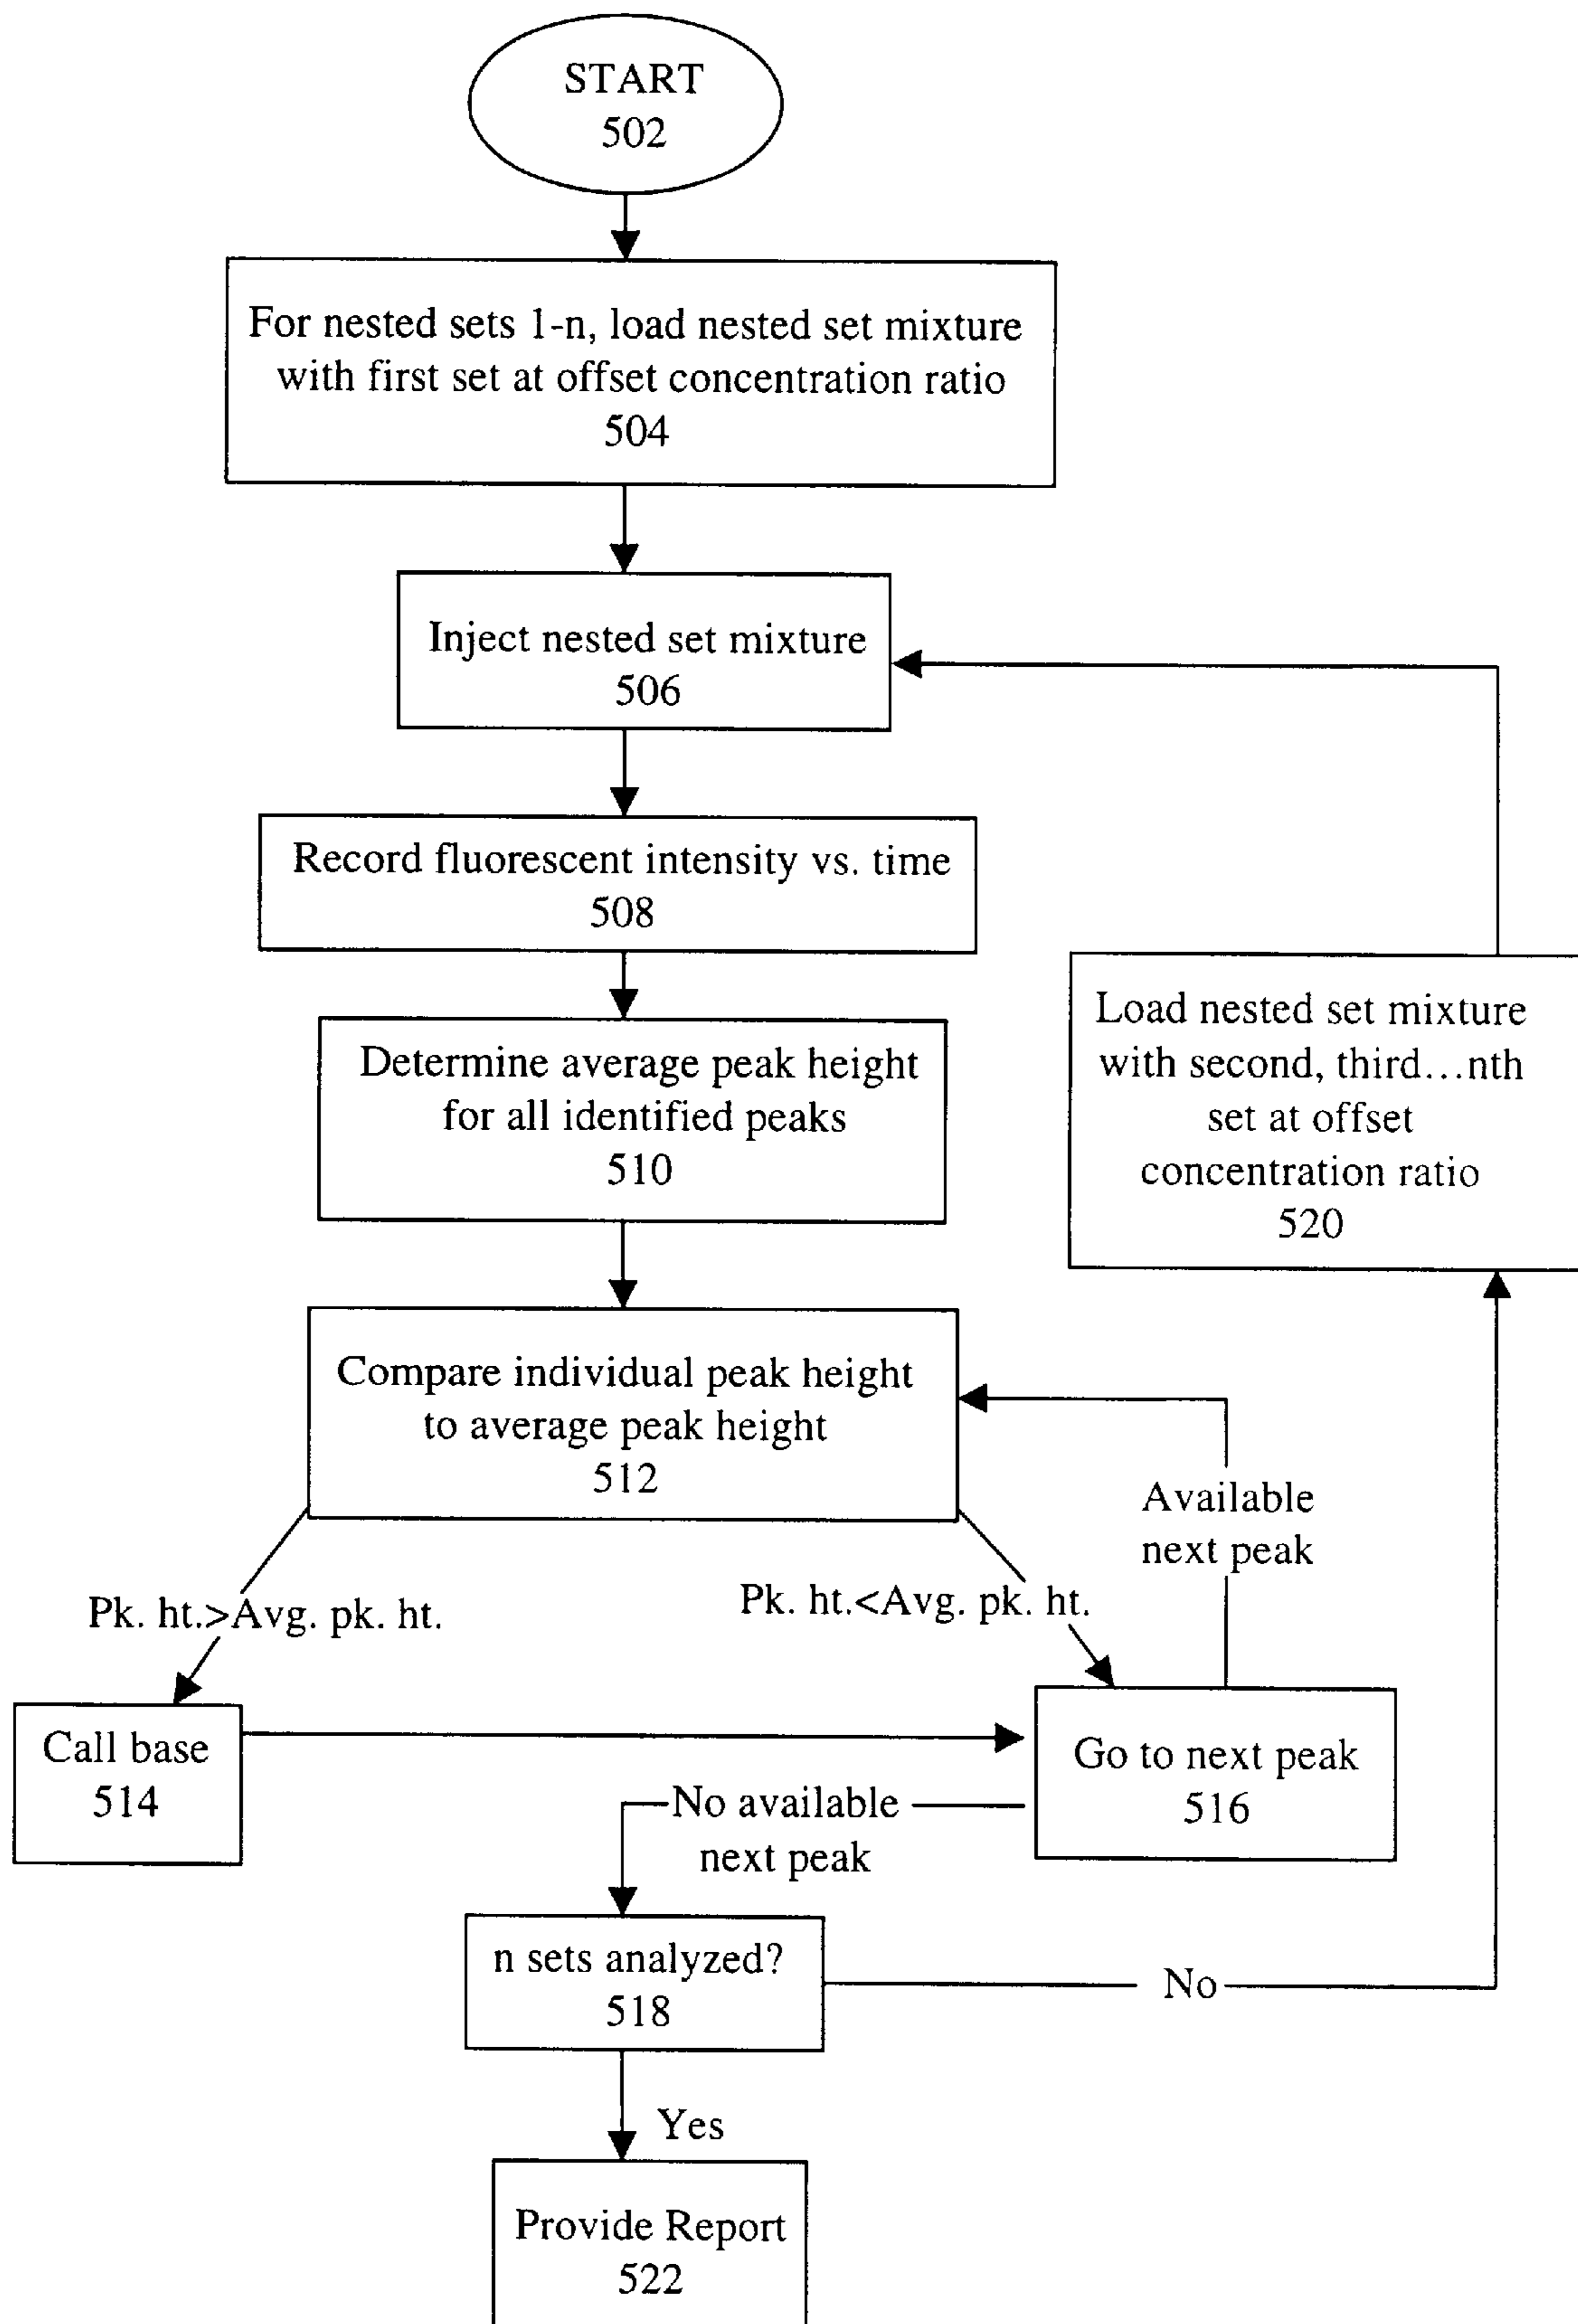 START
502
For nested sets 1-n, load nested set mixture
with first set at offset concentration ratio
504
Inject nested set mixture
506
Record fluorescent intensity vs. time
508
Determine average peak height
for all identified peaks
510
Load nested set mixture
with second, third...nth
set at offset
concentration ratio
520
Compare individual peak height
to average peak height
512
Available
next peak
Pk. ht.>Avg. pk. ht.
Pk. ht.<Avg. pk. ht.
Call base
514
Go to next peak
516
No available
next peak
n sets analyzed?
518
No
Yes
Provide Report
522